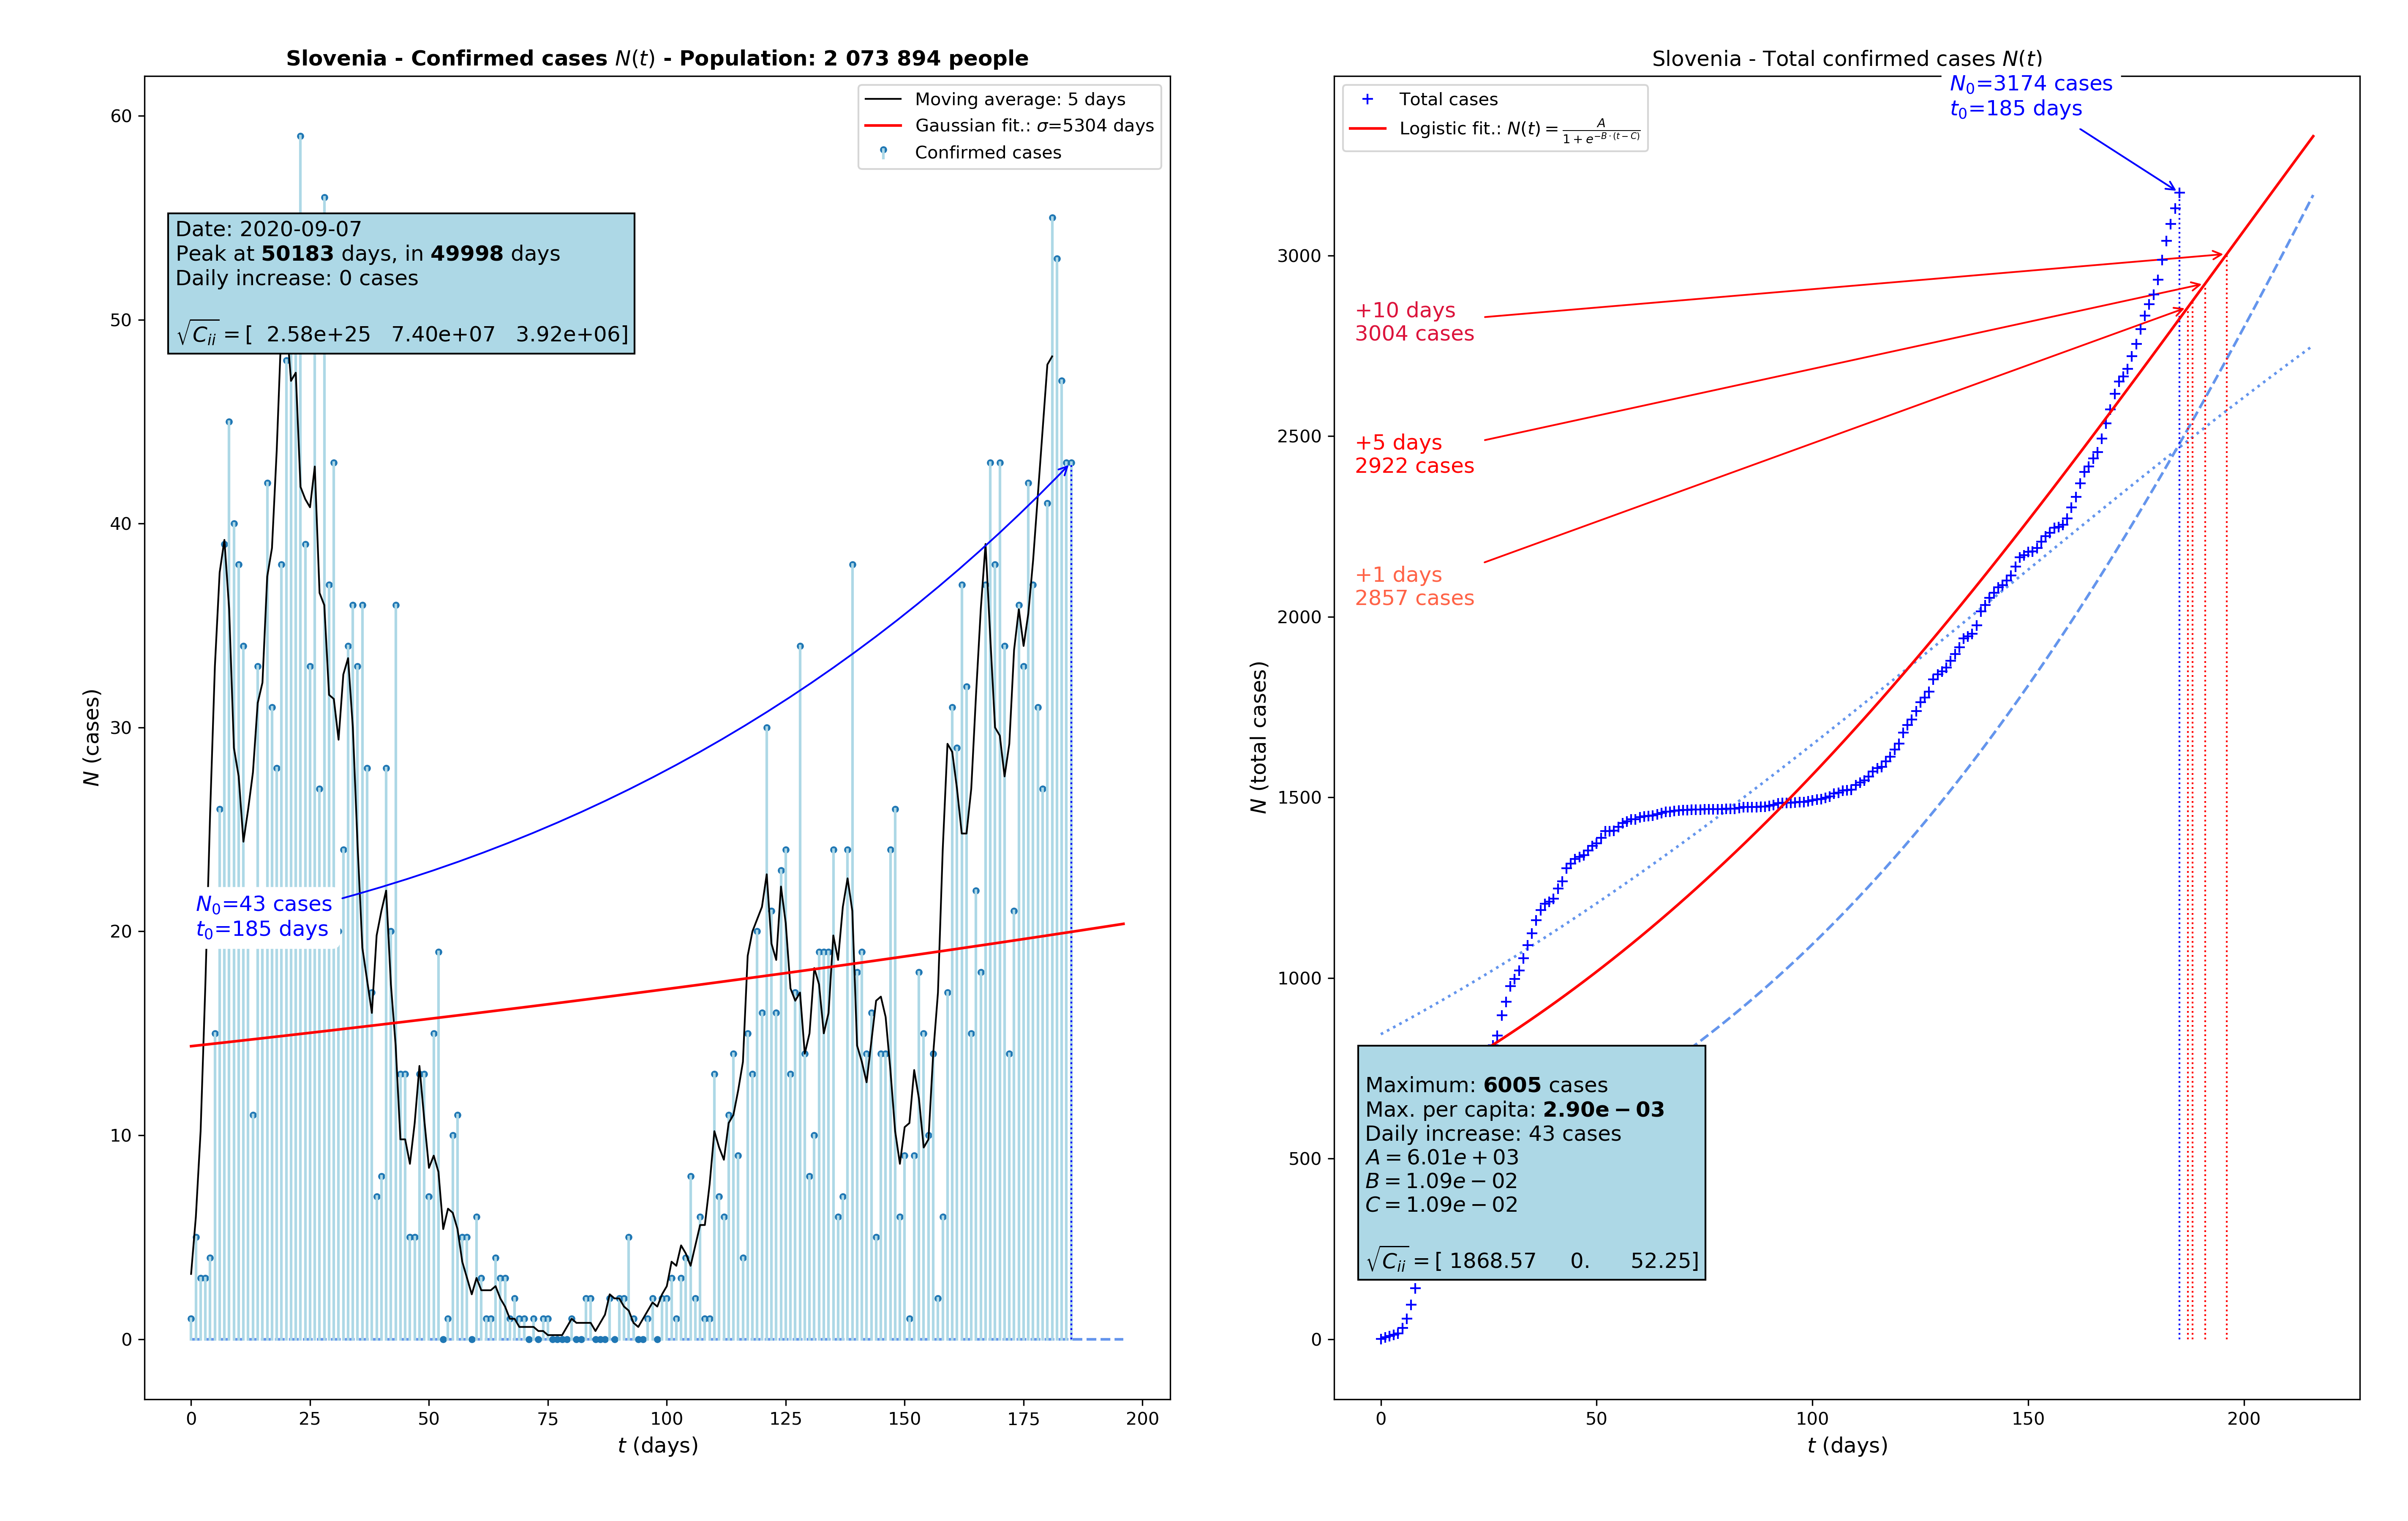 Slovenia - Confirmed cases N(t) - Population: 2 073 894 people
Moving average: 5 days
Gaussian fit.: σ=5304 days
Confirmed cases
Date: 2020-09-07
Peak at 50183 days, in 49998 days
Daily increase: 0 cases
√C_ii = [ 2.58e+25 7.40e+07 3.92e+06]
N_0=43 cases
t_0=185 days
N (cases)
60
50
40
30
20
10
0
0 25 50 75 100 125 150 175 200
t (days)
Slovenia - Total confirmed cases N(t)
Total cases
Logistic fit.: N(t) = A / (1 + e^{-B·(t-C)})
N_0=3174 cases
t_0=185 days
+10 days
3004 cases
+5 days
2922 cases
+1 days
2857 cases
Maximum: 6005 cases
Max. per capita: 2.90e − 03
Daily increase: 43 cases
A = 6.01e + 03
B = 1.09e − 02
C = 1.09e − 02
√C_ii = [ 1868.57 0. 52.25]
N (total cases)
3000
2500
2000
1500
1000
500
0
0 50 100 150 200
t (days)